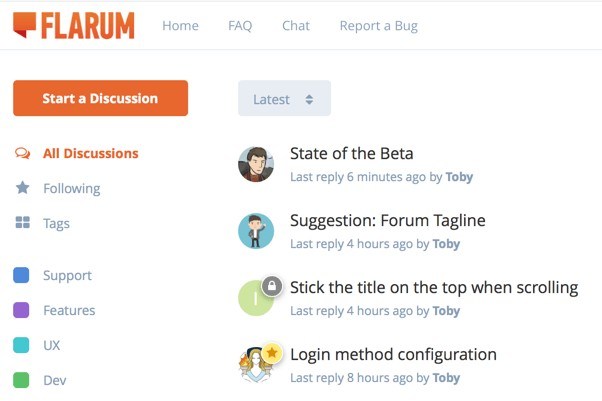 FLARUM
Home
FAQ
Chat
Report a Bug
Start a Discussion
Latest
All Discussions
Following
Tags
Support
Features
UX
Dev
State of the Beta
Last reply 6 minutes ago by Toby
Suggestion: Forum Tagline
Last reply 4 hours ago by Toby
I
Stick the title on the top when scrolling
Last reply 4 hours ago by Toby
Login method configuration
Last reply 8 hours ago by Toby